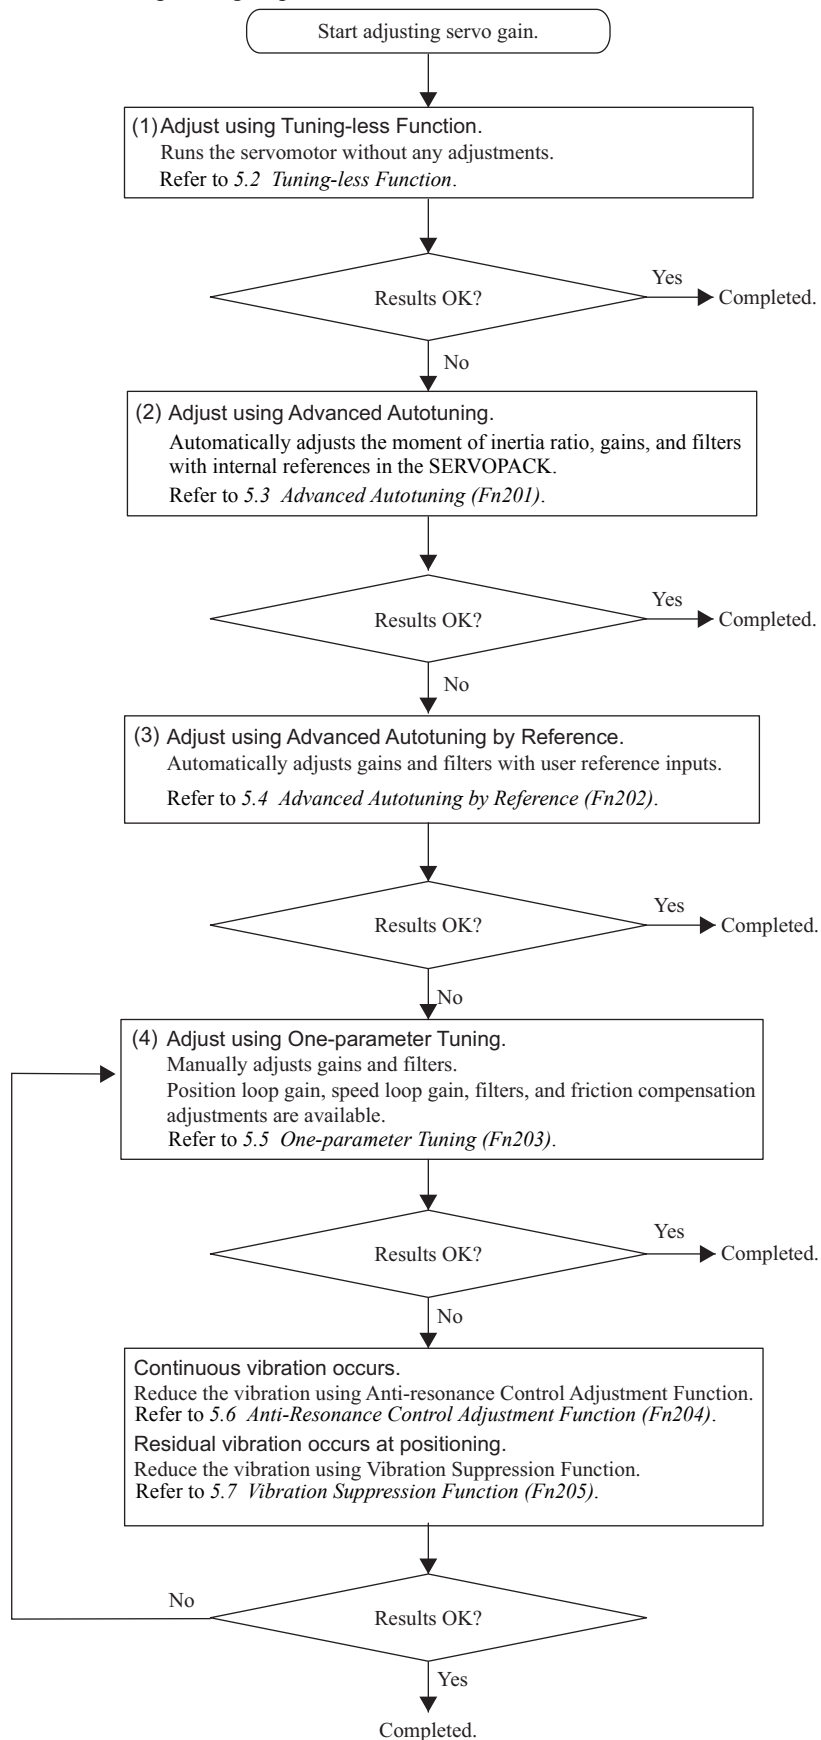 Start adjusting servo gain.
(1) Adjust using Tuning-less Function.
Runs the servomotor without any adjustments.
Refer to 5.2 Tuning-less Function.
Results OK?
Yes
Completed.
No
(2) Adjust using Advanced Autotuning.
Automatically adjusts the moment of inertia ratio, gains, and filters
with internal references in the SERVOPACK.
Refer to 5.3 Advanced Autotuning (Fn201).
Results OK?
Yes
Completed.
No
(3) Adjust using Advanced Autotuning by Reference.
Automatically adjusts gains and filters with user reference inputs.
Refer to 5.4 Advanced Autotuning by Reference (Fn202).
Results OK?
Yes
Completed.
No
(4) Adjust using One-parameter Tuning.
Manually adjusts gains and filters.
Position loop gain, speed loop gain, filters, and friction compensation
adjustments are available.
Refer to 5.5 One-parameter Tuning (Fn203).
Results OK?
Yes
Completed.
No
Continuous vibration occurs.
Reduce the vibration using Anti-resonance Control Adjustment Function.
Refer to 5.6 Anti-Resonance Control Adjustment Function (Fn204).
Residual vibration occurs at positioning.
Reduce the vibration using Vibration Suppression Function.
Refer to 5.7 Vibration Suppression Function (Fn205).
No
Results OK?
Yes
Completed.